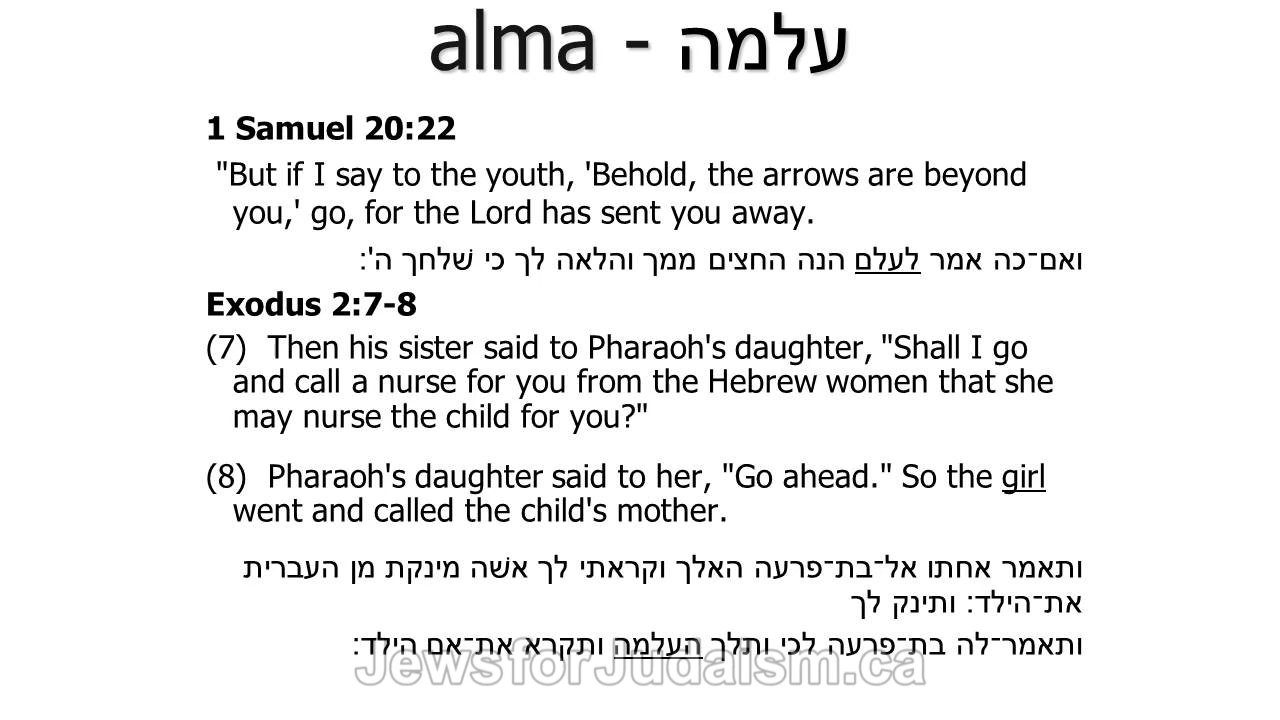 alma - עלמה
1 Samuel 20:22
"But if I say to the youth, 'Behold, the arrows are beyond
you,' go, for the Lord has sent you away.
ואם־כה אמר לעלם הנה החצים ממך והלאה לך כי שׁלחך ה':
Exodus 2:7-8
(7) Then his sister said to Pharaoh's daughter, "Shall I go
and call a nurse for you from the Hebrew women that she
may nurse the child for you?"
(8) Pharaoh's daughter said to her, "Go ahead." So the girl
went and called the child's mother.
ותאמר אחתו אל־בת־פרעה האלך וקראתי לך אשׁה מינקת מן העברית
את־הילד: ותינק לך
ותאמר־לה בת־פרעה לכי ותלך העלמה ותקרא את־אם הילד:
JewsforJudaism.ca